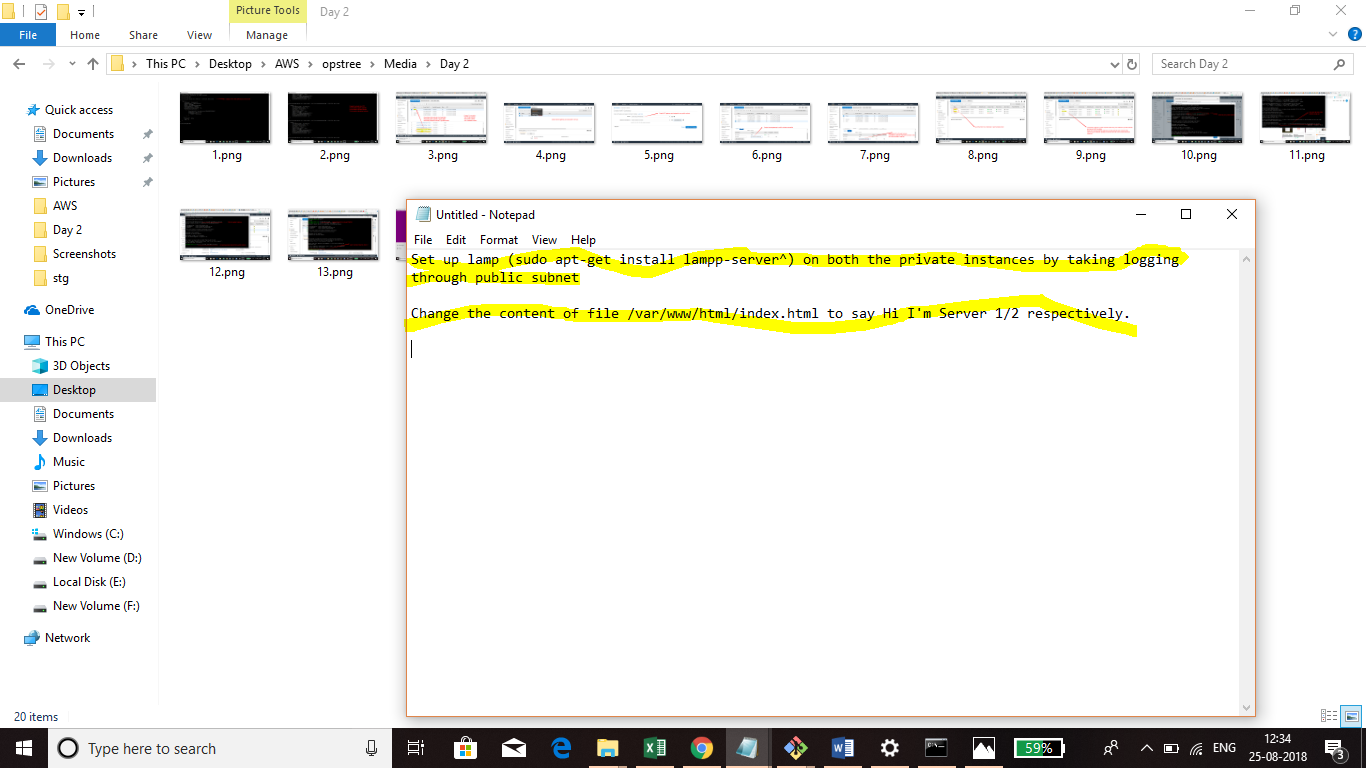 Picture Tools
Day 2
File
Home
Share
View
Manage
This PC
Desktop
AWS
opstree
Media
Day 2
Search Day 2
Quick access
Documents
Downloads
Pictures
AWS
Day 2
Screenshots
stg
OneDrive
This PC
3D Objects
Desktop
Documents
Downloads
Music
Pictures
Videos
Windows (C:)
New Volume (D:)
Local Disk (E:)
New Volume (F:)
Network
1.png
2.png
3.png
4.png
5.png
6.png
7.png
8.png
9.png
10.png
11.png
12.png
13.png
Untitled - Notepad
File Edit Format View Help
Set up lamp (sudo apt-get install lampp-server^) on both the private instances by taking logging
through public subnet
Change the content of file /var/www/html/index.html to say Hi I'm Server 1/2 respectively.
20 items
Type here to search
59%
ENG
12:34
25-08-2018
3